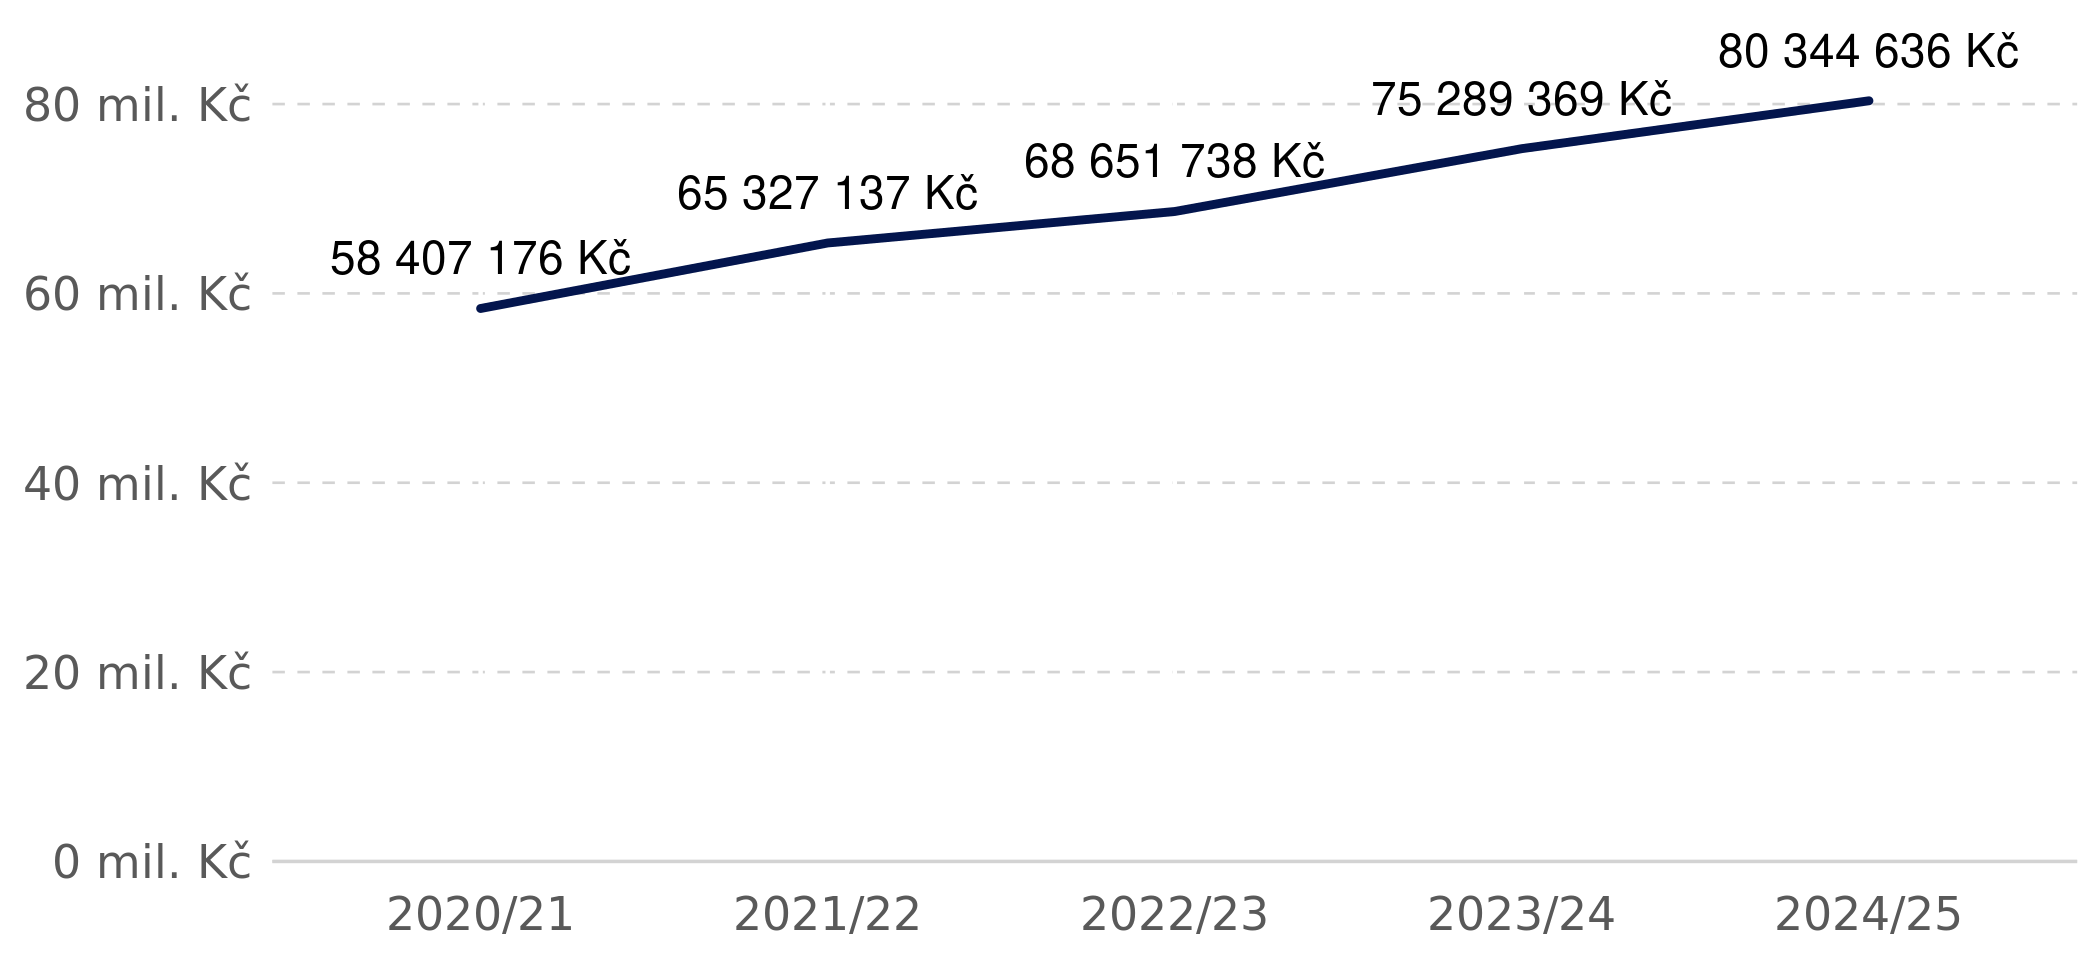 80 344 636 Kč
80 mil. Kč
75 289 369 Kč
68 651 738 Kč
65 327 137 Kč
58 407 176 Kč
60 mil. Kč
40 mil. Kč
20 mil. Kč
0 mil. Kč
2020/21 2021/22 2022/23 2023/24 2024/25